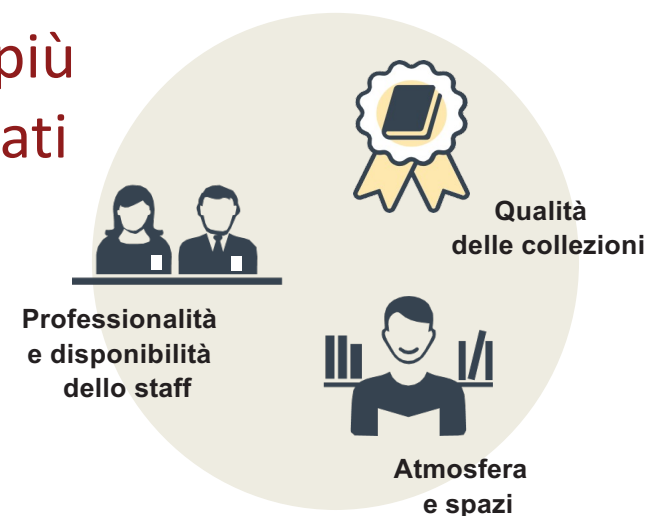 più
ati
Qualità
delle collezioni
Professionalità
e disponibilità
dello staff
Atmosfera
e spazi